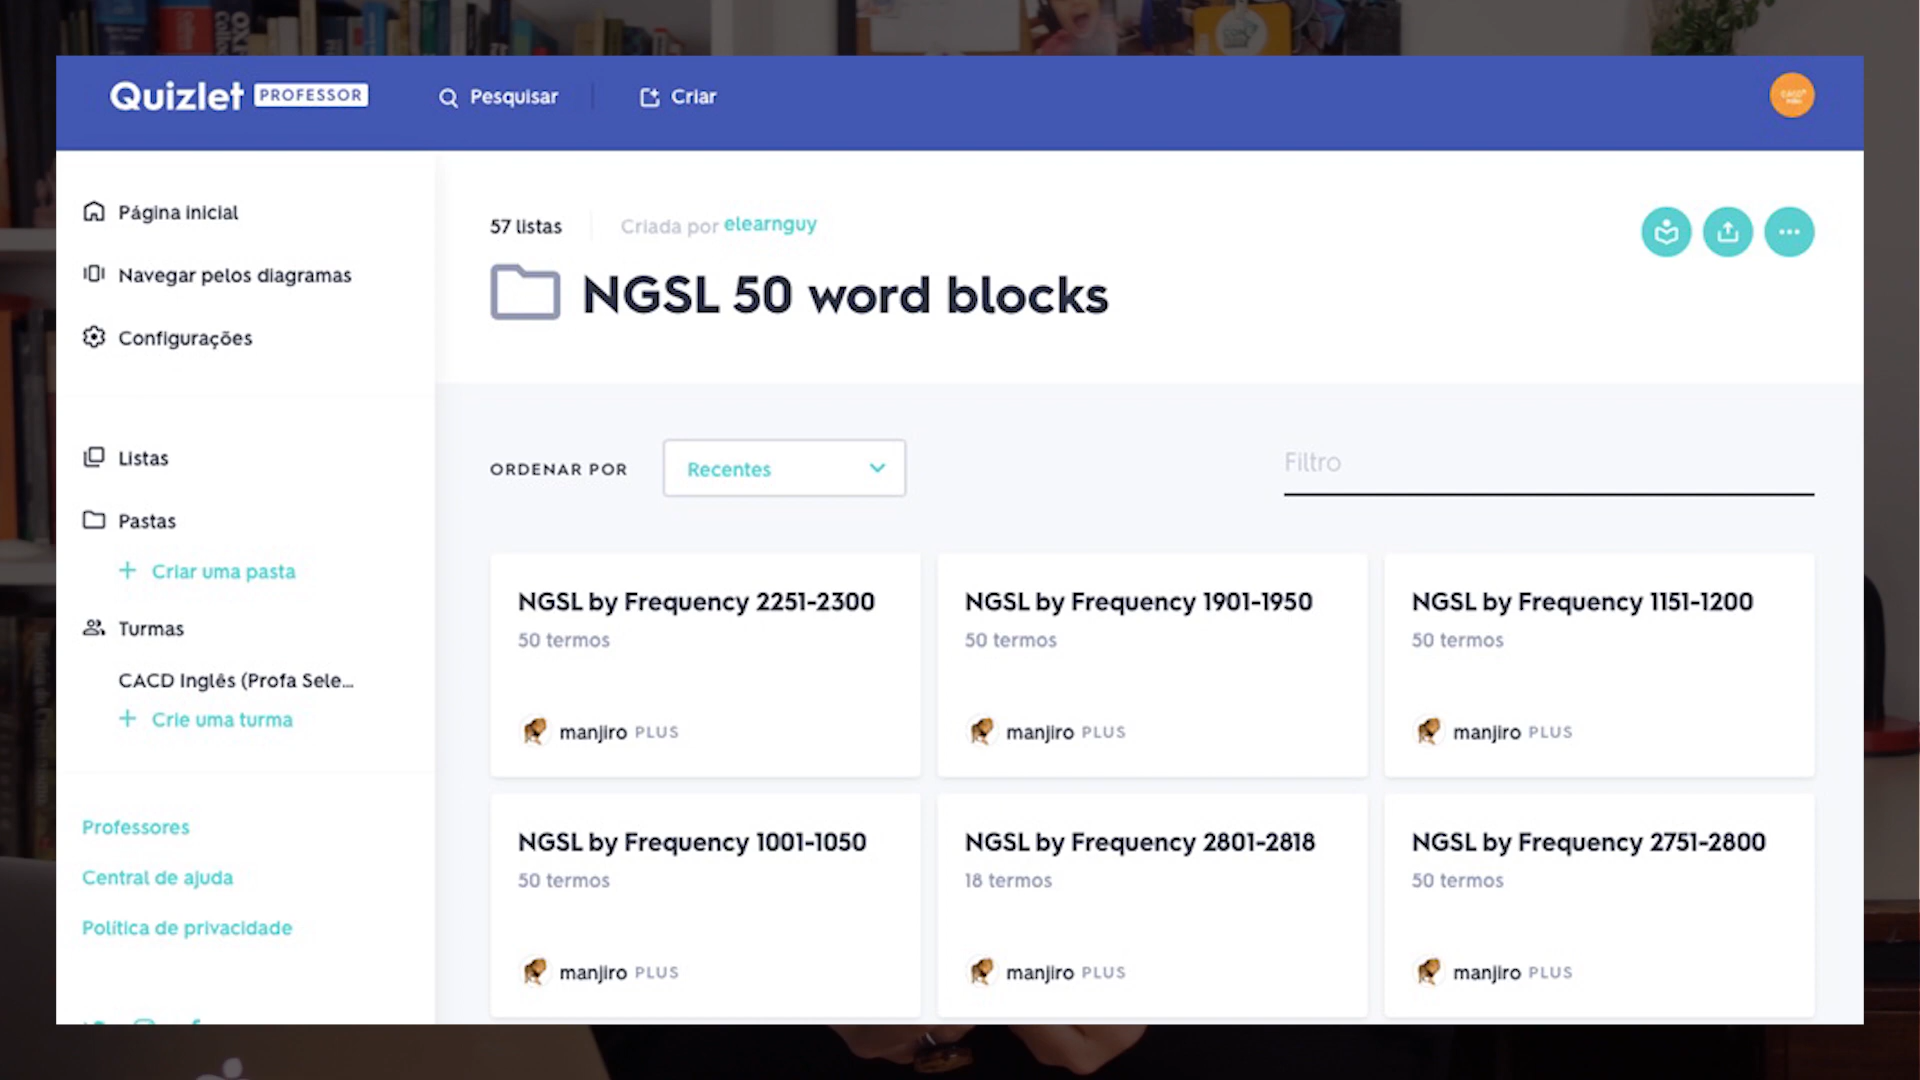 Quizlet PROFESSOR
Pesquisar
Criar
Página inicial
Navegar pelos diagramas
Configurações
Listas
Pastas
+ Criar uma pasta
Turmas
CACD Inglês (Profa Sele...
+ Crie uma turma
Professores
Central de ajuda
Política de privacidade
57 listas
Criada por elearnguy
NGSL 50 word blocks
ORDENAR POR
Recentes
Filtro
NGSL by Frequency 2251-2300
50 termos
manjiro PLUS
NGSL by Frequency 1901-1950
50 termos
manjiro PLUS
NGSL by Frequency 1151-1200
50 termos
manjiro PLUS
NGSL by Frequency 1001-1050
50 termos
manjiro PLUS
NGSL by Frequency 2801-2818
18 termos
manjiro PLUS
NGSL by Frequency 2751-2800
50 termos
manjiro PLUS